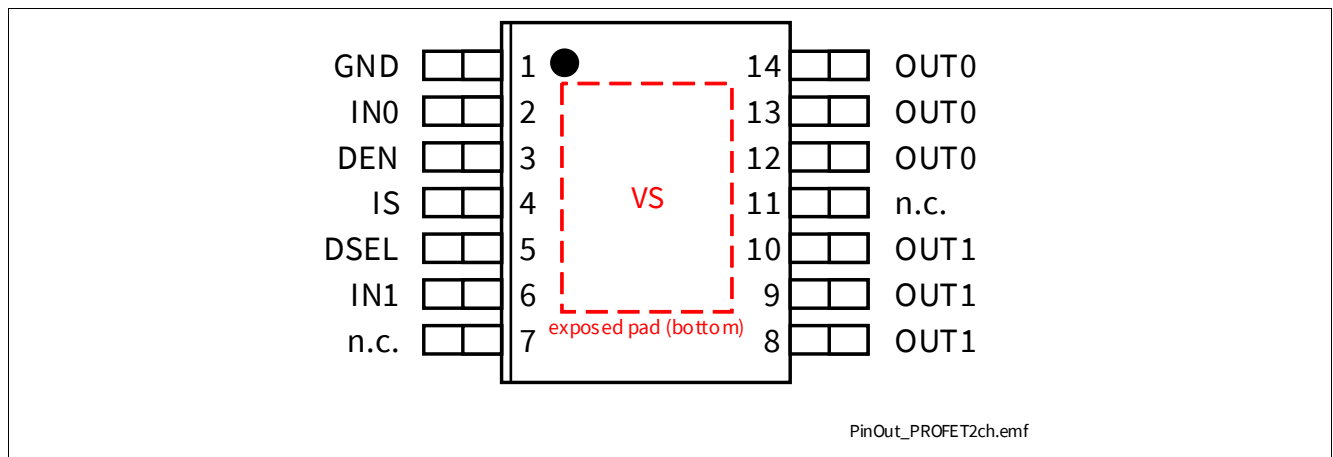 GND 1 14 OUT0
IN0 2 13 OUT0
DEN 3 12 OUT0
IS 4 VS 11 n.c.
DSEL 5 10 OUT1
IN1 6 9 OUT1
exposed pad (bottom)
n.c. 7 8 OUT1
PinOut_PROFET2ch.emf